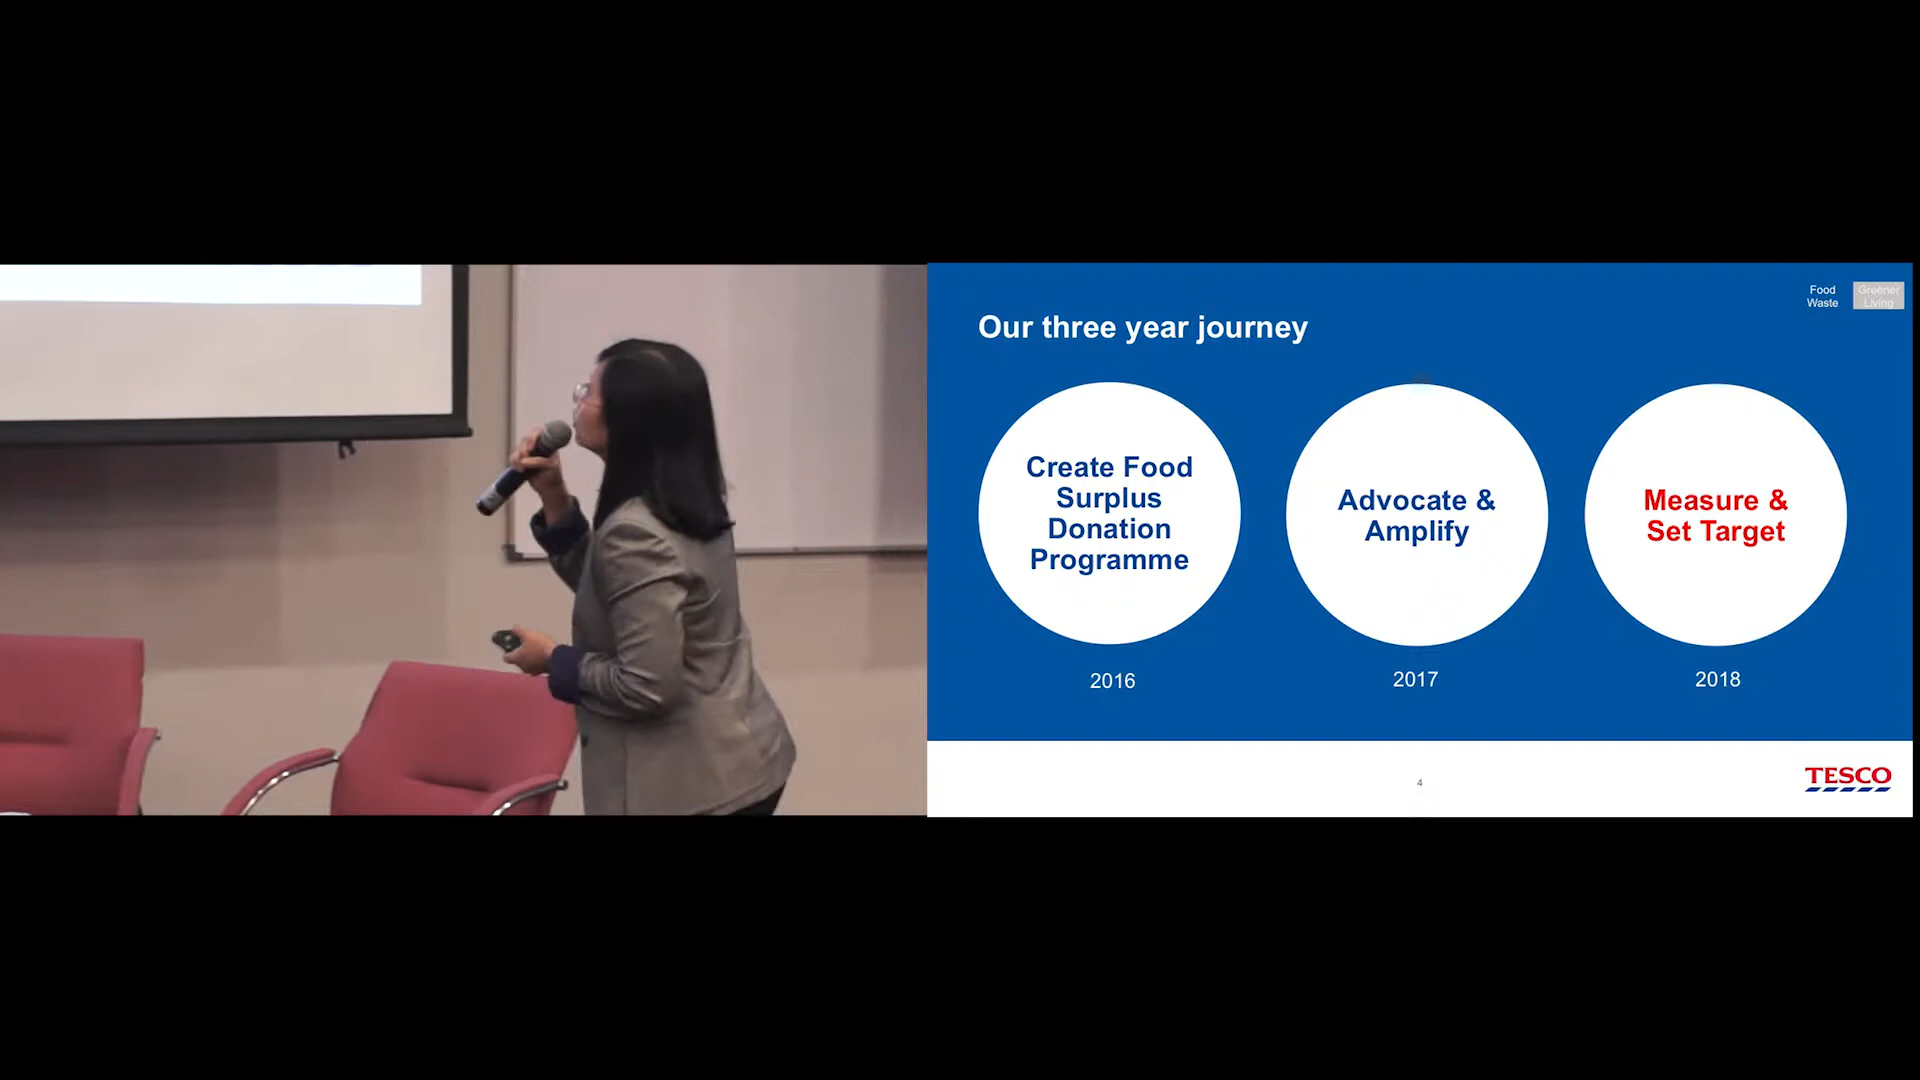 Food
Waste
Greener
Living
Our three year journey
Create Food
Surplus
Donation
Programme
Advocate &
Amplify
Measure &
Set Target
2016
2017
2018
4
TESCO